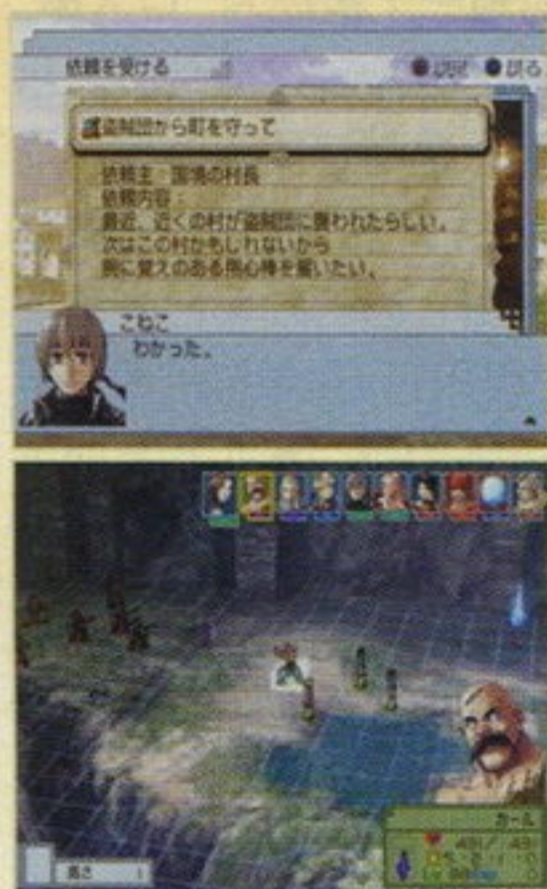 依頼を受ける
戻る
盗賊団から町を守って
依頼主：国境の村長
依頼内容：
最近、近くの村が盗賊団に襲われたらしい。
次はこの村かもしれないから
腕に覚えのある用心棒を雇いたい。
こねこ
わかった。
カール
高さ 1